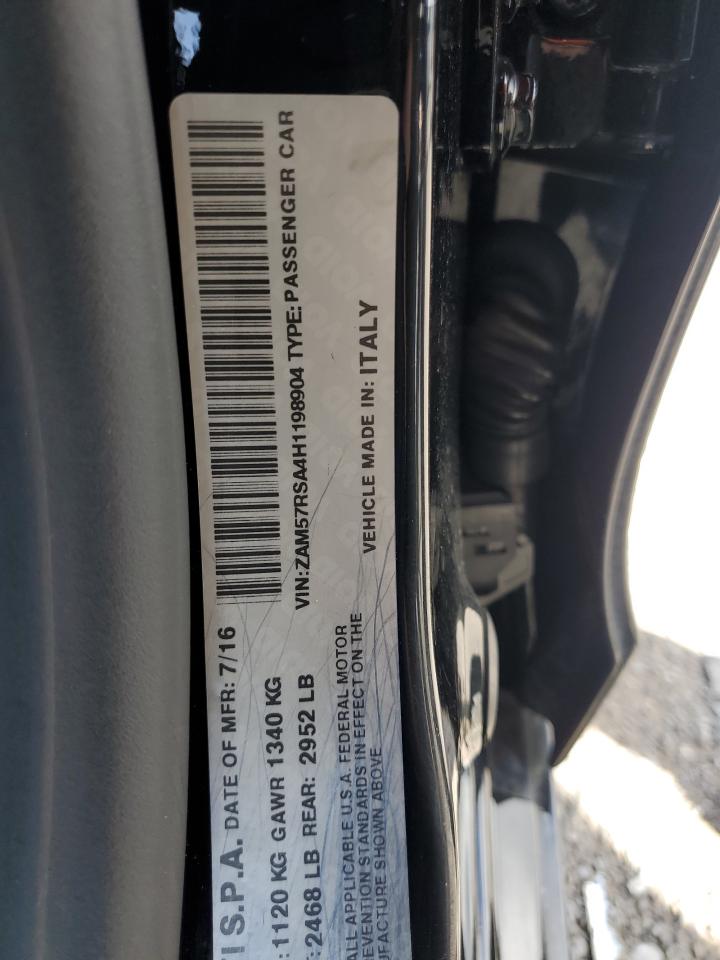 I S.P.A. DATE OF MFR: 7/16
:1120 KG GAWR 1340 KG
:2468 LB REAR: 2952 LB
VIN:ZAM57RSA4H1198904 TYPE:PASSENGER CAR
ALL APPLICABLE U.S.A. FEDERAL MOTOR
EVENTION STANDARDS IN EFFECT ON THE
UFACTURE SHOWN ABOVE
VEHICLE MADE IN: ITALY